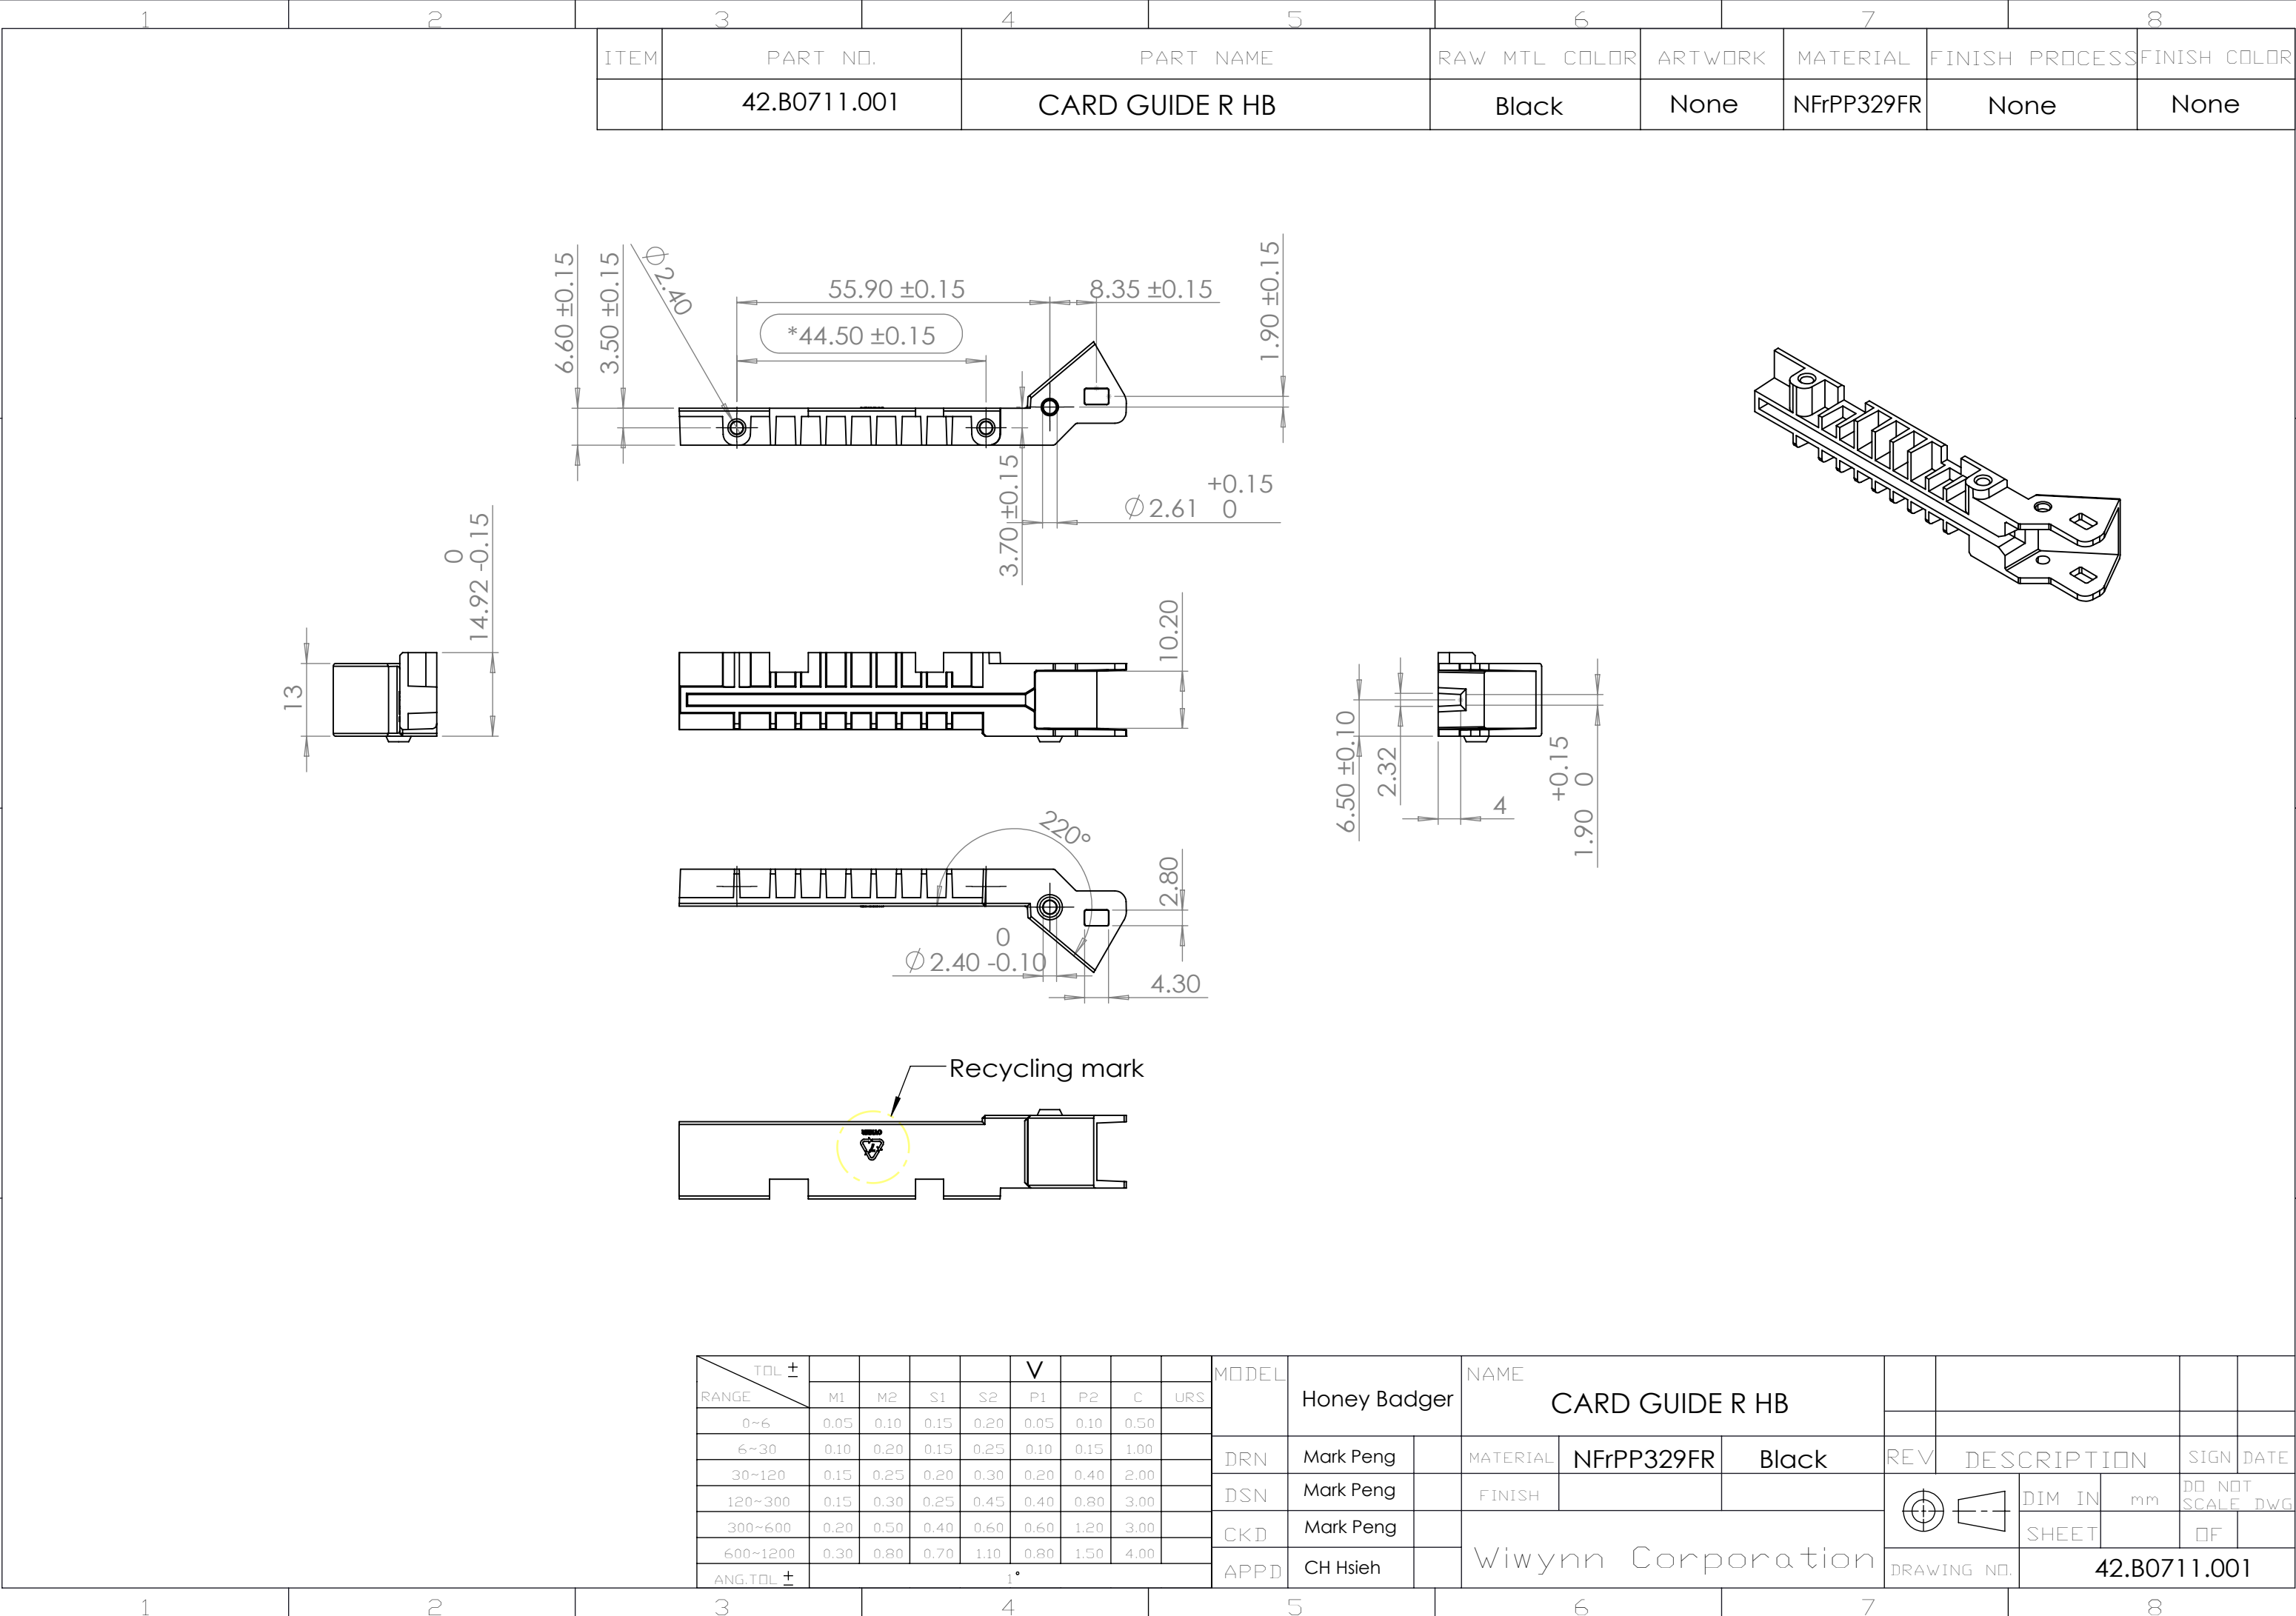 1 2 3 4 5 6 7 8
ITEM PART NO. PART NAME RAW MTL COLOR ARTWORK MATERIAL FINISH PROCESS FINISH COLOR
42.B0711.001 CARD GUIDE R HB Black None NFrPP329FR None None
6.60 ±0.15
3.50 ±0.15
∅2.40
55.90 ±0.15
8.35 ±0.15
*44.50 ±0.15
1.90 ±0.15
3.70 ±0.15
∅2.61 +0.15 0
14.92 0 -0.15
13
10.20
6.50 ±0.10
2.32
4
1.90 +0.15 0
220°
2.80
∅2.40 0 -0.10
4.30
Recycling mark
OTHER
7
TOL ± V
RANGE M1 M2 S1 S2 P1 P2 C URS
0~6 0.05 0.10 0.15 0.20 0.05 0.10 0.50
6~30 0.10 0.20 0.15 0.25 0.10 0.15 1.00
30~120 0.15 0.25 0.20 0.30 0.20 0.40 2.00
120~300 0.15 0.30 0.25 0.45 0.40 0.80 3.00
300~600 0.20 0.50 0.40 0.60 0.60 1.20 3.00
600~1200 0.30 0.80 0.70 1.10 0.80 1.50 4.00
ANG.TOL ± 1°
MODEL Honey Badger
DRN Mark Peng
DSN Mark Peng
CKD Mark Peng
APPD CH Hsieh
NAME
CARD GUIDE R HB
MATERIAL NFrPP329FR Black
FINISH
Wiwynn Corporation
REV DESCRIPTION SIGN DATE
DIM IN mm DO NOT SCALE DWG
SHEET OF
DRAWING NO. 42.B0711.001
1 2 3 4 5 6 7 8